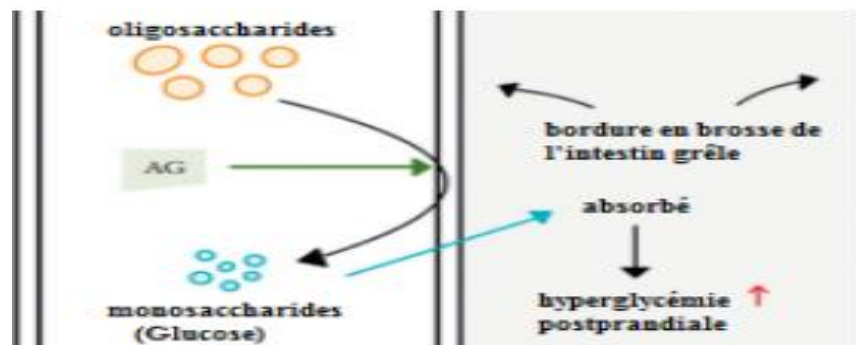 oligosaccharides
AG
monosaccharides
(Glucose)
bordure en brosse de
l'intestin grêle
absorbé
hyperglycémie
postprandiale